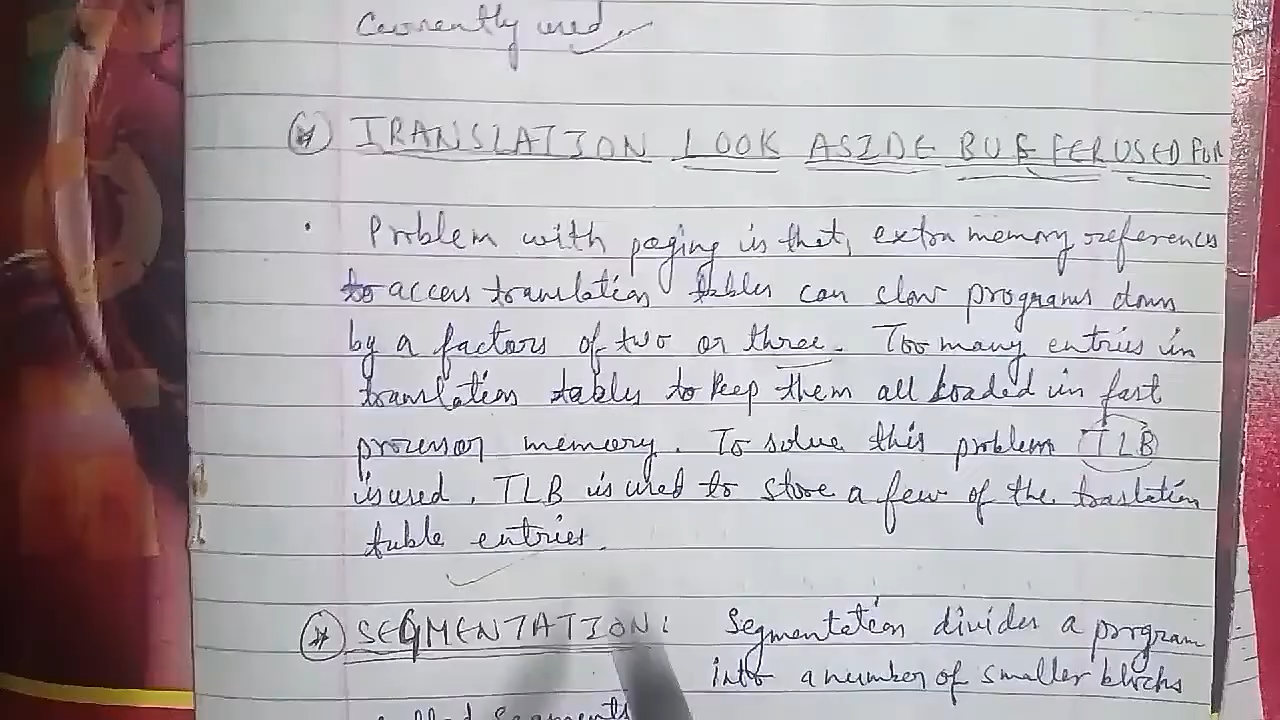 Currently used.
(*) TRANSLATION LOOK ASIDE BUFFER USED FOR
• Problem with paging is that, extra memory references
to access translation tables can slow programs down
by a factors of two or three. Too many entries in
translation tables to keep them all loaded in fast
processor memory. To solve this problem TLB
is used. TLB is used to store a few of the traslation
table entries.
(*) SEGMENTATION: Segmentation divides a program
into a number of smaller blocks
called segments